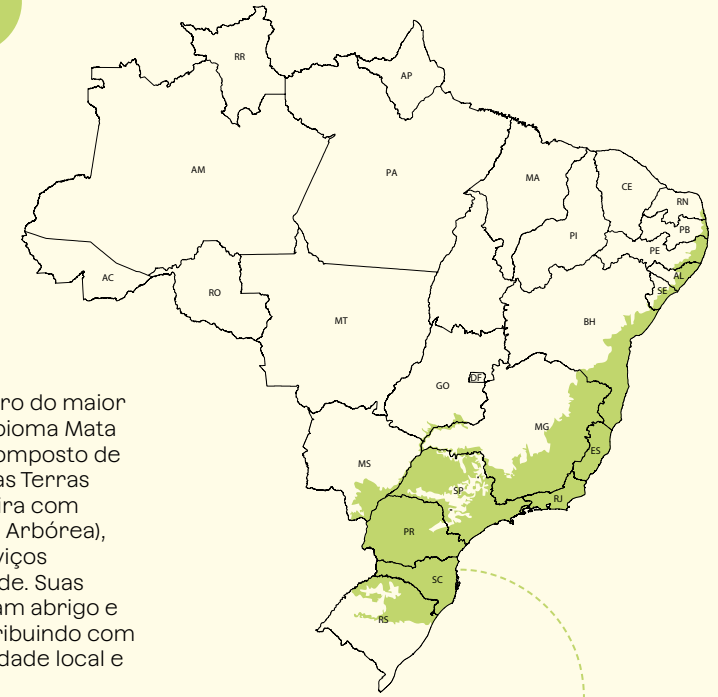 RR
AP
AM
PA
MA
CE
RN
PB
PI
PE
AL
SE
AC
RO
MT
BH
GO
DF
MG
ES
MS
SP
RJ
PR
SC
RS
ro do maior
bioma Mata
omposto de
as Terras
ira com
Arbórea),
viços
de. Suas
am abrigo e
ribuindo com
dade local e